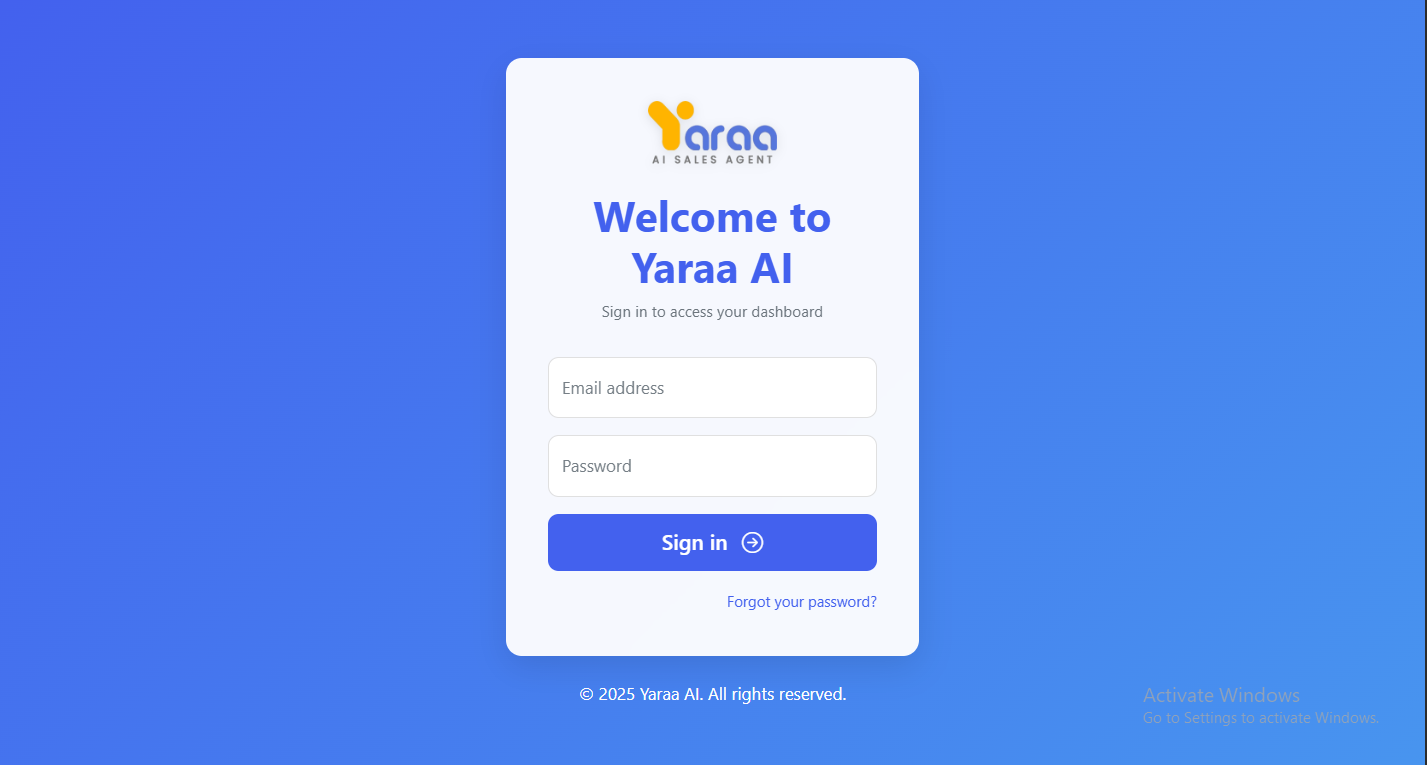 Yaraa
AI SALES AGENT
Welcome to
Yaraa AI
Sign in to access your dashboard
Email address
Password
Sign in
Forgot your password?
© 2025 Yaraa AI. All rights reserved.
Activate Windows
Go to Settings to activate Windows.